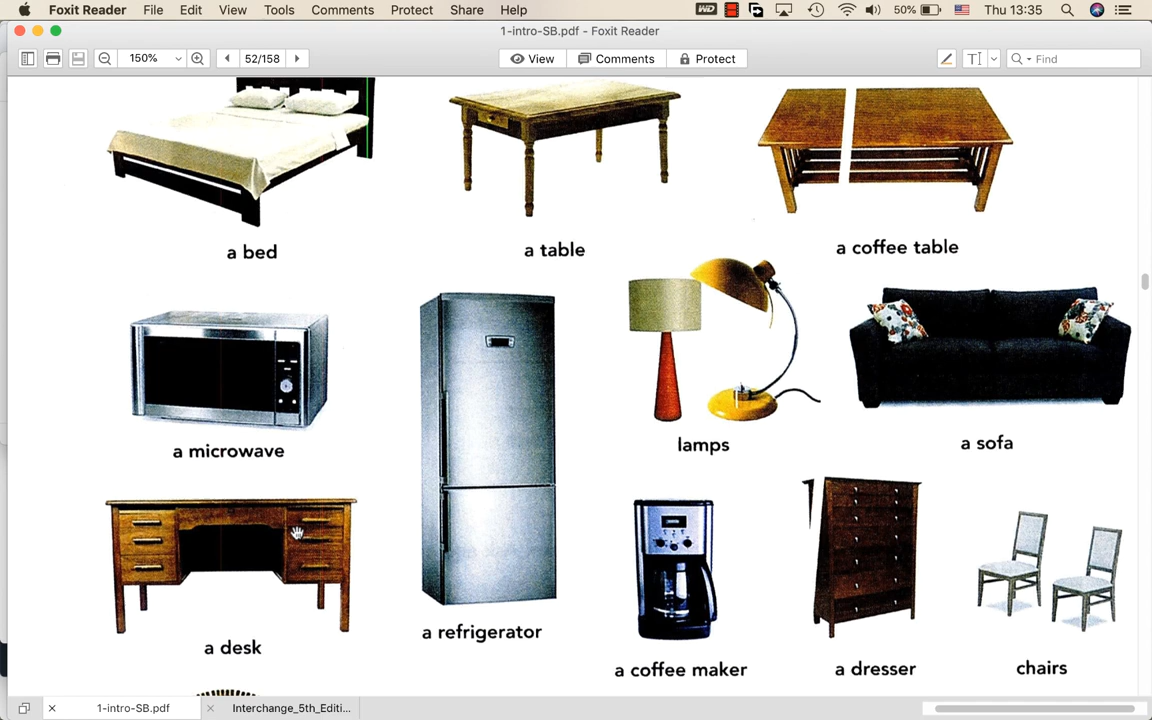 Foxit Reader File Edit View Tools Comments Protect Share Help 50% Thu 13:35
1-intro-SB.pdf - Foxit Reader
150% 52/158 View Comments Protect Find
a bed
a table
a coffee table
a microwave
lamps
a sofa
a desk
a refrigerator
a coffee maker
a dresser
chairs
1-intro-SB.pdf Interchange_5th_Editi...